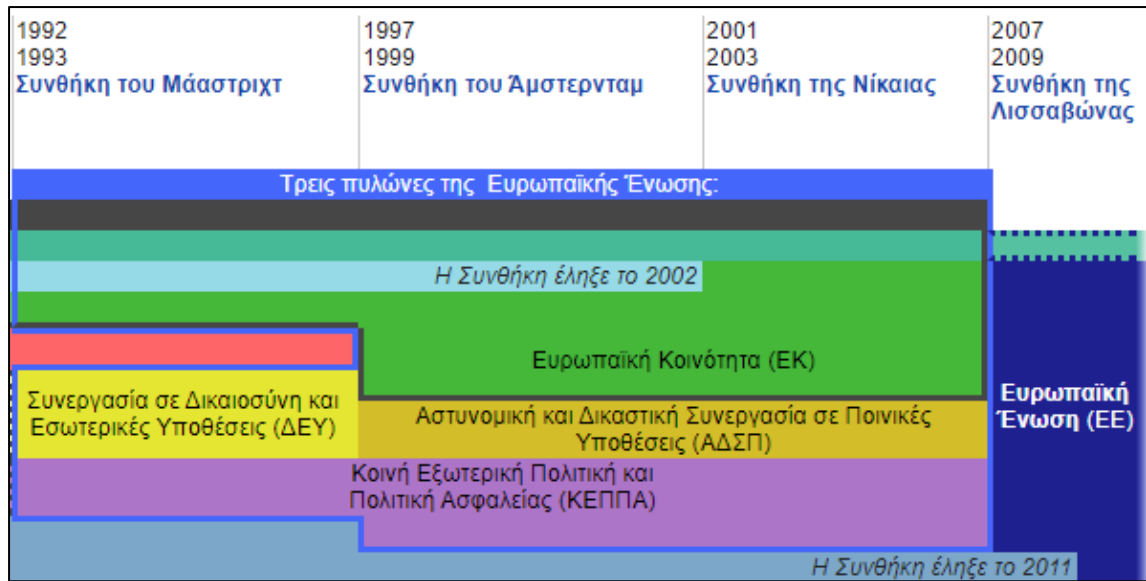 1992
1993
Συνθήκη του Μάαστριχτ
1997
1999
Συνθήκη του Άμστερνταμ
2001
2003
Συνθήκη της Νίκαιας
2007
2009
Συνθήκη της
Λισσαβώνας
Τρεις πυλώνες της Ευρωπαϊκής Ένωσης:
Η Συνθήκη έληξε το 2002
Ευρωπαϊκή Κοινότητα (ΕΚ)
Συνεργασία σε Δικαιοσύνη και
Εσωτερικές Υποθέσεις (ΔΕΥ)
Αστυνομική και Δικαστική Συνεργασία σε Ποινικές
Υποθέσεις (ΑΔΣΠ)
Ευρωπαϊκή
Ένωση (ΕΕ)
Κοινή Εξωτερική Πολιτική και
Πολιτική Ασφαλείας (ΚΕΠΠΑ)
Η Συνθήκη έληξε το 2011